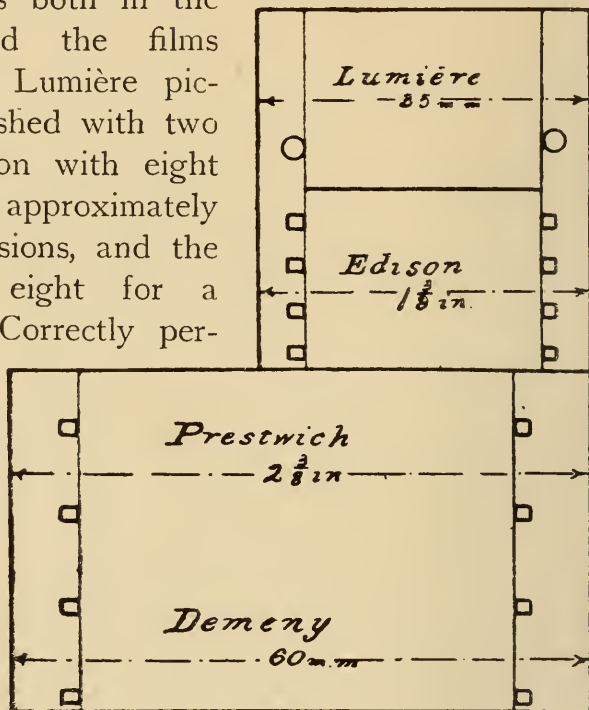 s both in the
d the films
Lumière pic-
shed with two
on with eight
approximately
sions, and the
eight for a
Correctly per-
Lumière
35 m m
Edison
1 3/8 in.
Prestwich
2 3/8 in
Demeny
60 m.m